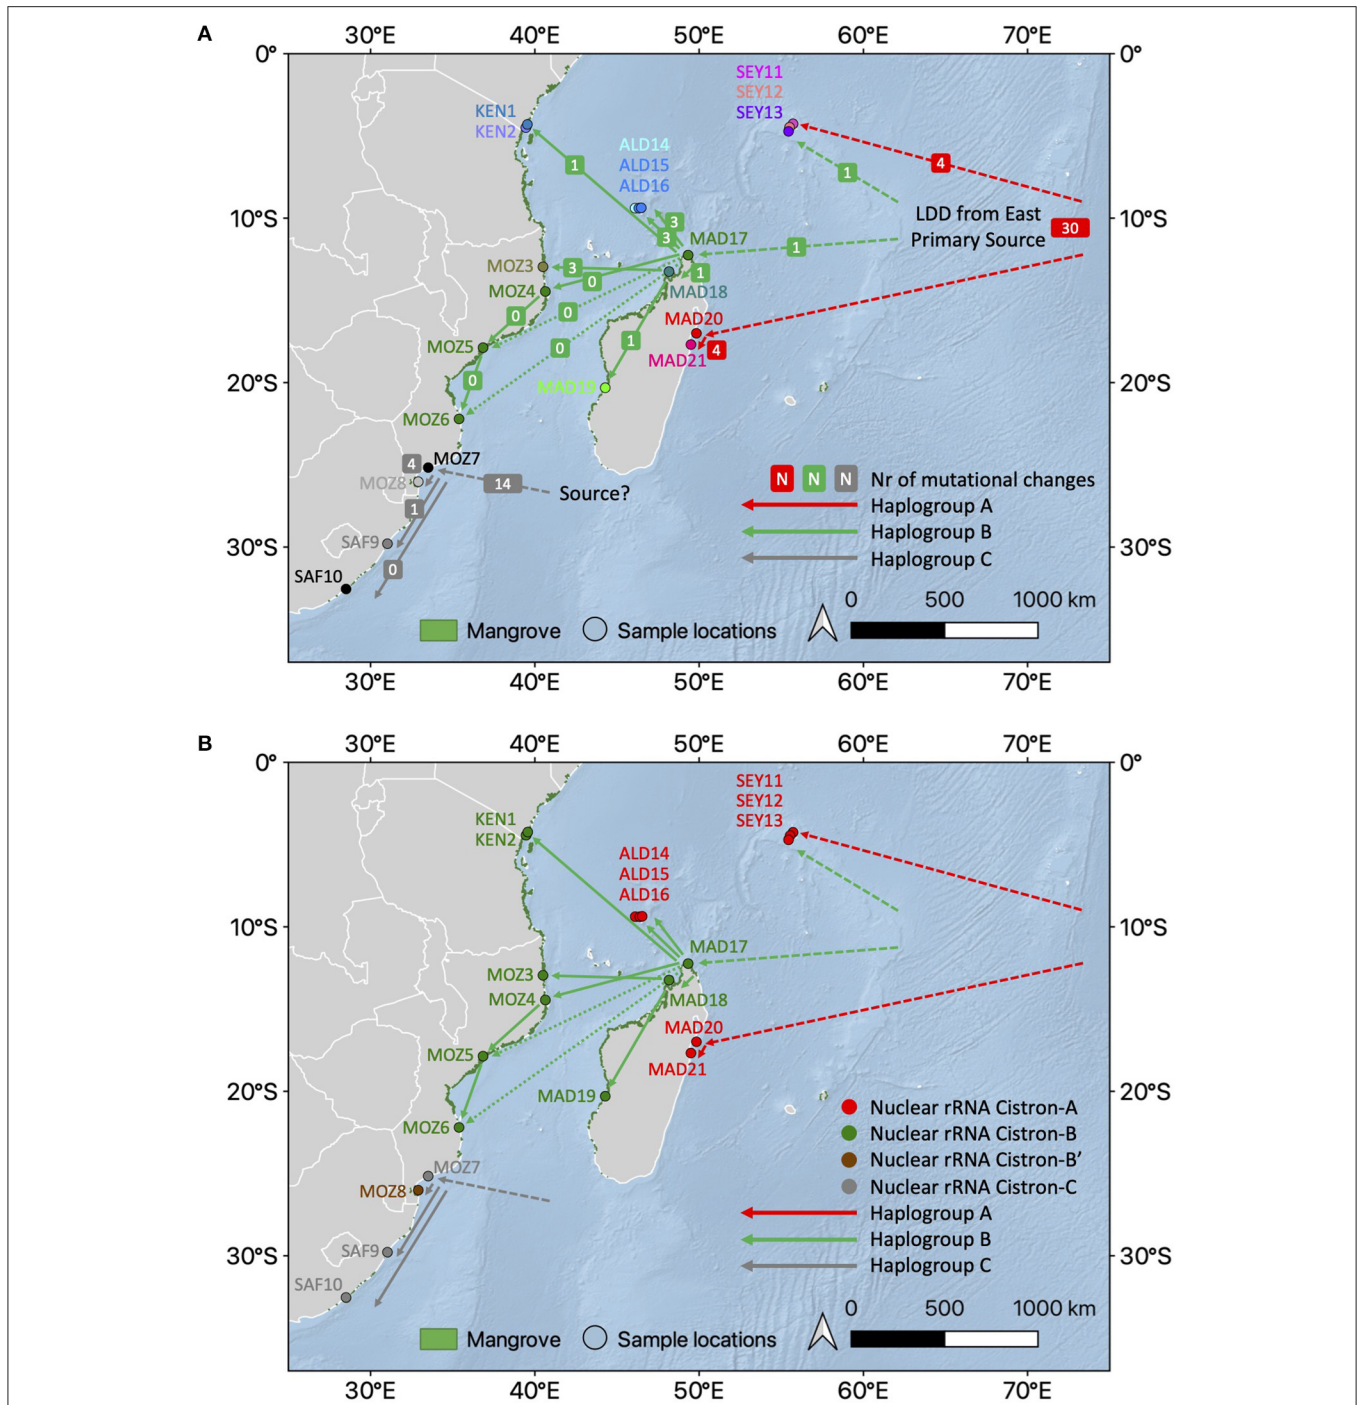 A
30°E 40°E 50°E 60°E 70°E
0° 0°
SEY11
SEY12
SEY13
KEN1
KEN2
ALD14
ALD15
ALD16
1
4
1
10°S 10°S
LDD from East
Primary Source
30
3
3
MAD17
1
MOZ3
3
0
1
MAD18
MOZ4
0
0
MAD20
MOZ5
0
1
4
MAD21
20°S 20°S
0
MAD19
MOZ6
4
MOZ7
MOZ8
14
Source?
1
N N N Nr of mutational changes
Haplogroup A
Haplogroup B
Haplogroup C
30°S 30°S
SAF9
0
SAF10
0 500 1000 km
Mangrove
Sample locations
30°E 40°E 50°E 60°E 70°E
B
30°E 40°E 50°E 60°E 70°E
0° 0°
SEY11
SEY12
SEY13
KEN1
KEN2
ALD14
ALD15
ALD16
10°S 10°S
MAD17
MOZ3
MOZ4
MAD18
MAD20
MOZ5
MAD21
20°S 20°S
MAD19
MOZ6
MOZ7
MOZ8
Nuclear rRNA Cistron-A
Nuclear rRNA Cistron-B
Nuclear rRNA Cistron-B’
Nuclear rRNA Cistron-C
Haplogroup A
Haplogroup B
Haplogroup C
30°S 30°S
SAF9
SAF10
0 500 1000 km
Mangrove
Sample locations
30°E 40°E 50°E 60°E 70°E